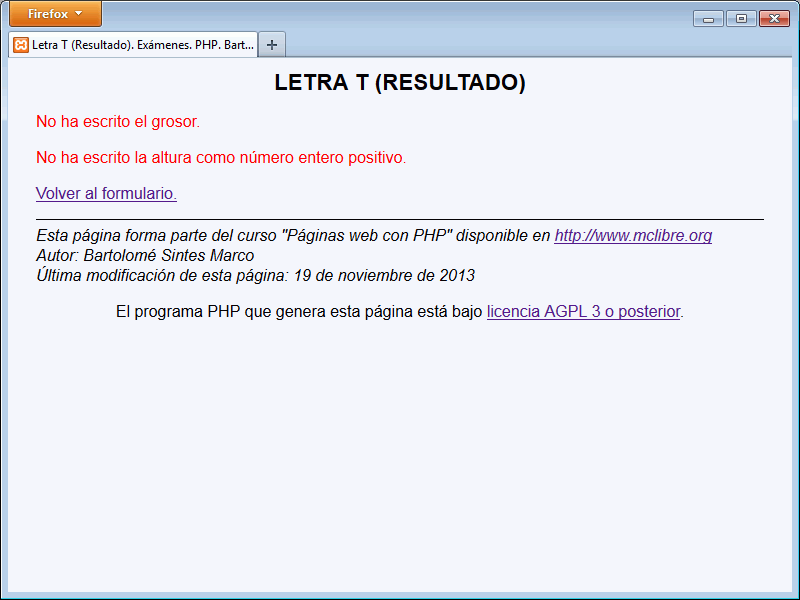 Firefox
Letra T (Resultado). Exámenes. PHP. Bart...
LETRA T (RESULTADO)
No ha escrito el grosor.
No ha escrito la altura como número entero positivo.
Volver al formulario.
Esta página forma parte del curso "Páginas web con PHP" disponible en http://www.mclibre.org
Autor: Bartolomé Sintes Marco
Última modificación de esta página: 19 de noviembre de 2013
El programa PHP que genera esta página está bajo licencia AGPL 3 o posterior.